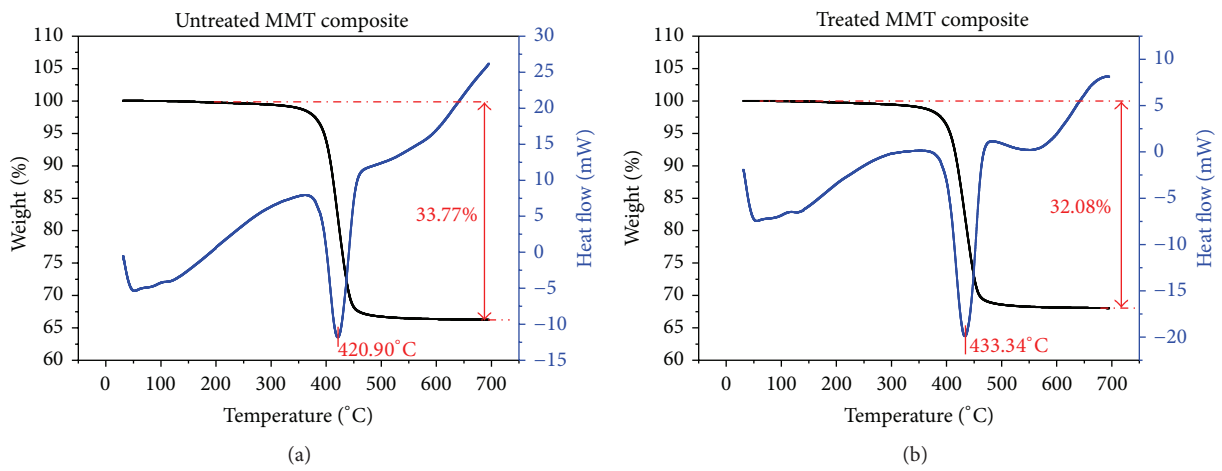 Untreated MMT composite
110
105
100
95
90
85
80
75
70
65
60
Weight (%)
30
25
20
15
10
5
0
−5
−10
−15
Heat flow (mW)
33.77%
420.90°C
0 100 200 300 400 500 600 700
Temperature (°C)
(a)
Treated MMT composite
110
105
100
95
90
85
80
75
70
65
60
Weight (%)
10
5
0
−5
−10
−15
−20
Heat flow (mW)
32.08%
433.34°C
0 100 200 300 400 500 600 700
Temperature (°C)
(b)